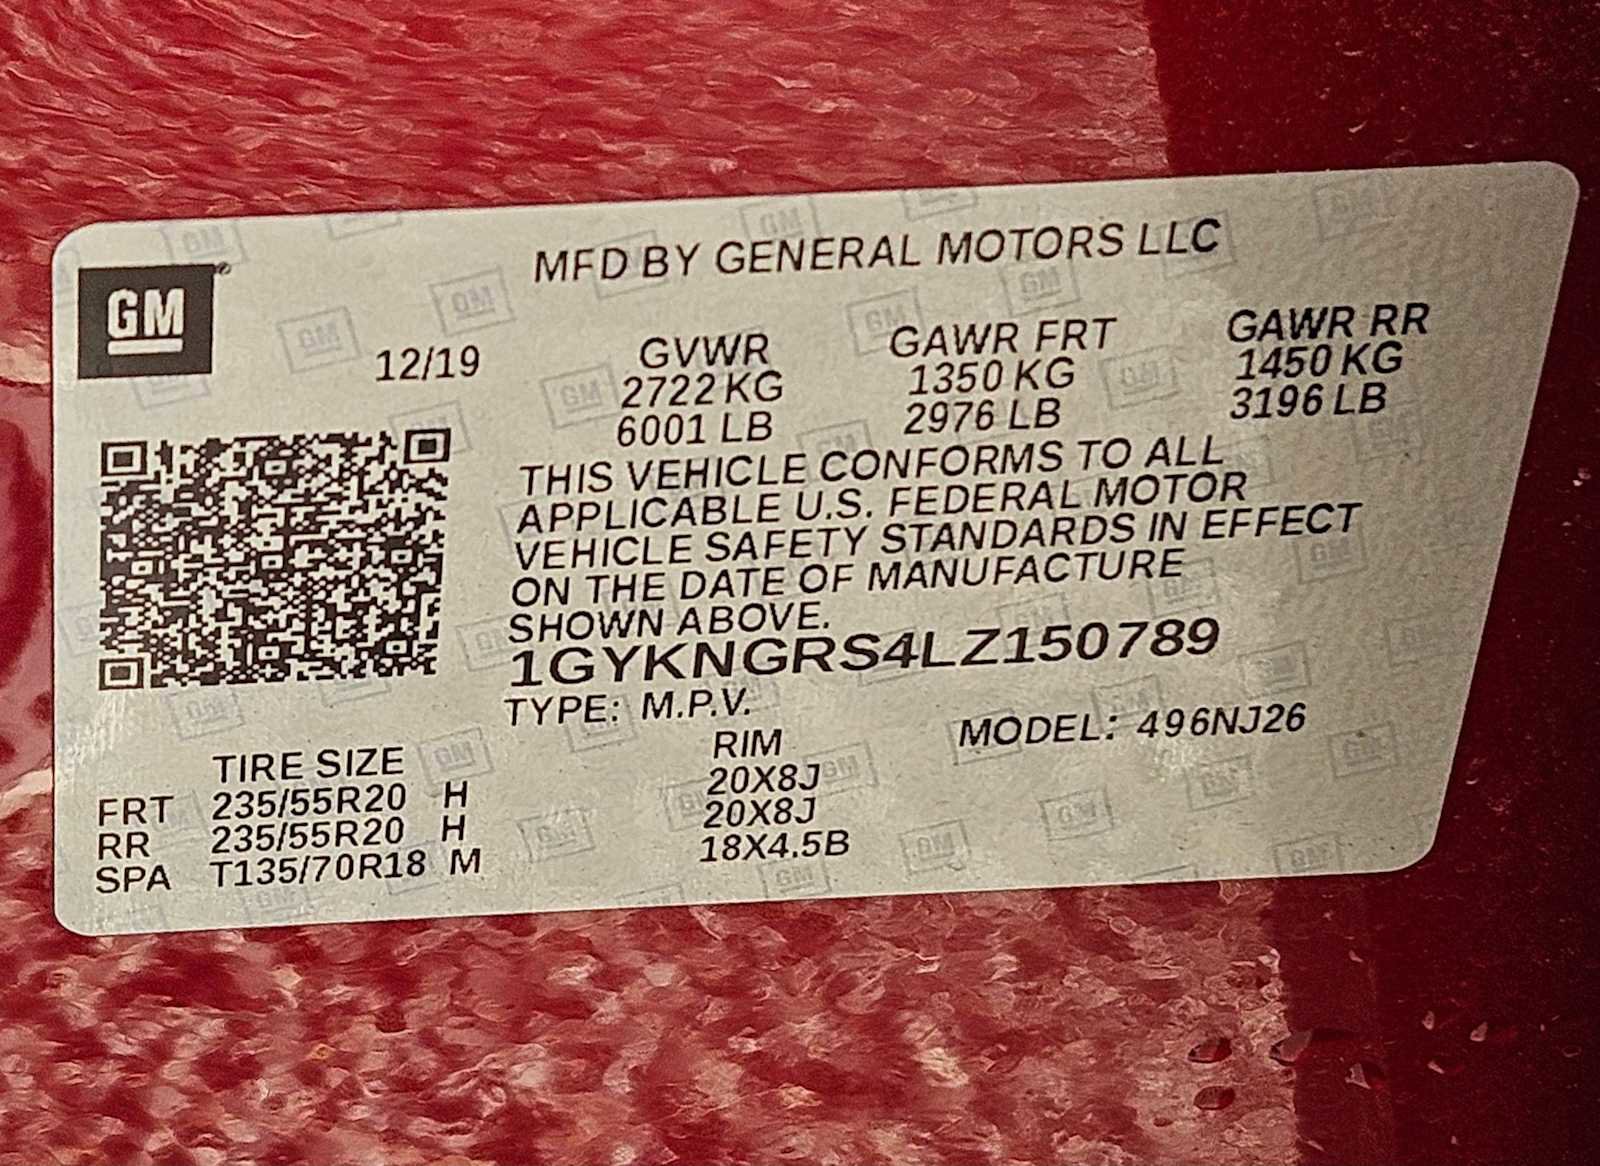 GM
MFD BY GENERAL MOTORS LLC
12/19
GVWR GAWR FRT GAWR RR
2722 KG 1350 KG 1450 KG
6001 LB 2976 LB 3196 LB
THIS VEHICLE CONFORMS TO ALL
APPLICABLE U.S. FEDERAL MOTOR
VEHICLE SAFETY STANDARDS IN EFFECT
ON THE DATE OF MANUFACTURE
SHOWN ABOVE.
1GYKNGRS4LZ150789
TYPE: M.P.V. MODEL: 496NJ26
TIRE SIZE RIM
FRT 235/55R20 H 20X8J
RR 235/55R20 H 20X8J
SPA T135/70R18 M 18X4.5B